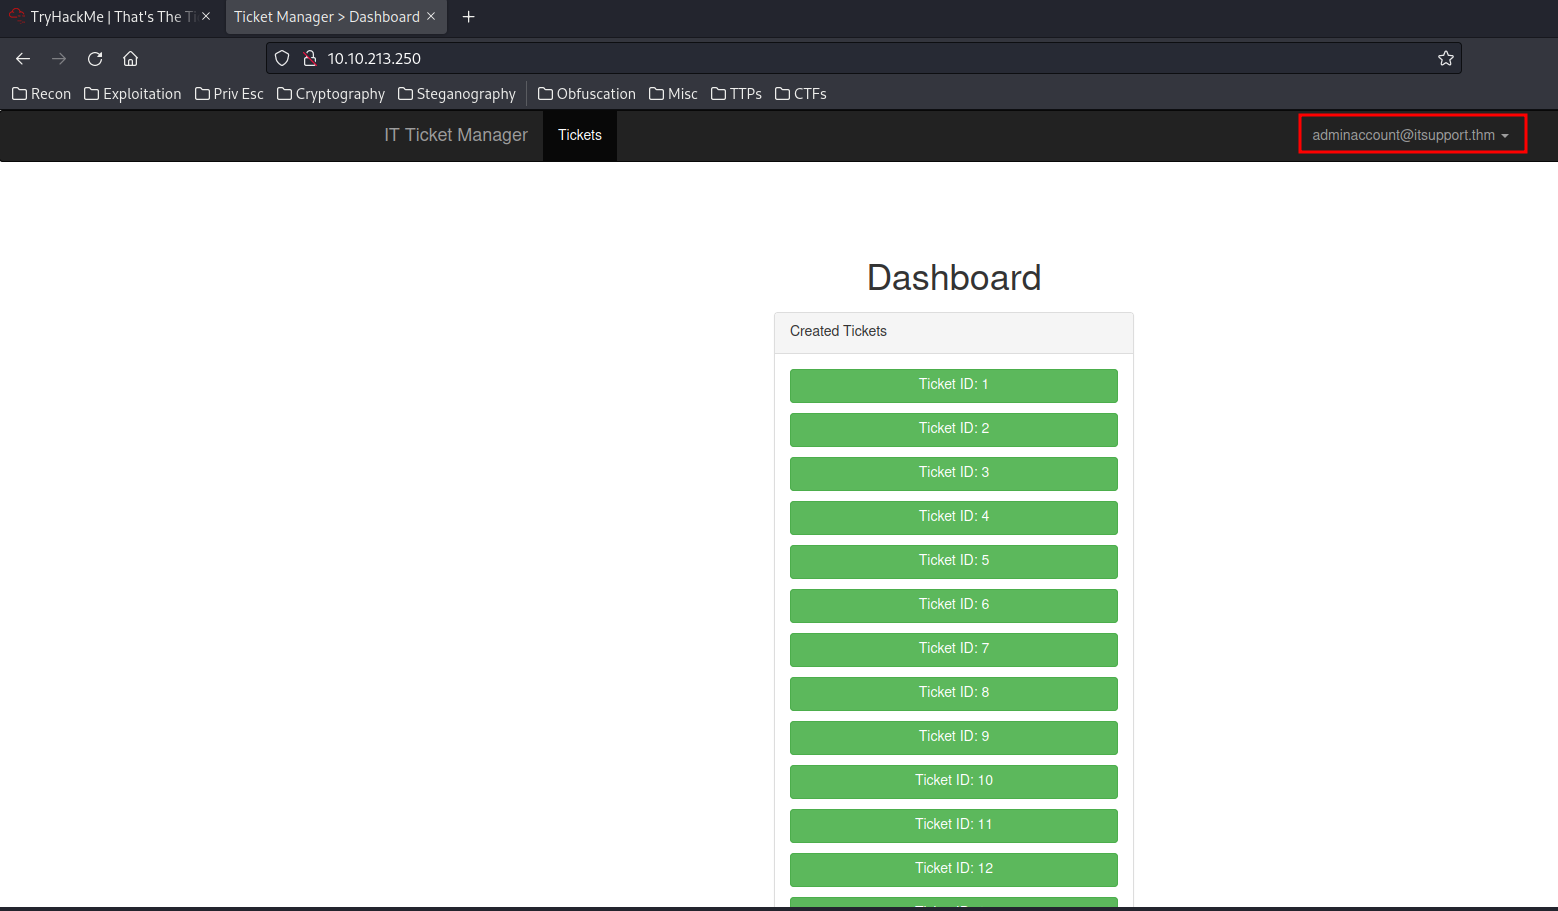 TryHackMe | That's The Ti
Ticket Manager > Dashboard
10.10.213.250
Recon Exploitation Priv Esc Cryptography Steganography Obfuscation Misc TTPs CTFs
IT Ticket Manager Tickets adminaccount@itsupport.thm
Dashboard
Created Tickets
Ticket ID: 1
Ticket ID: 2
Ticket ID: 3
Ticket ID: 4
Ticket ID: 5
Ticket ID: 6
Ticket ID: 7
Ticket ID: 8
Ticket ID: 9
Ticket ID: 10
Ticket ID: 11
Ticket ID: 12